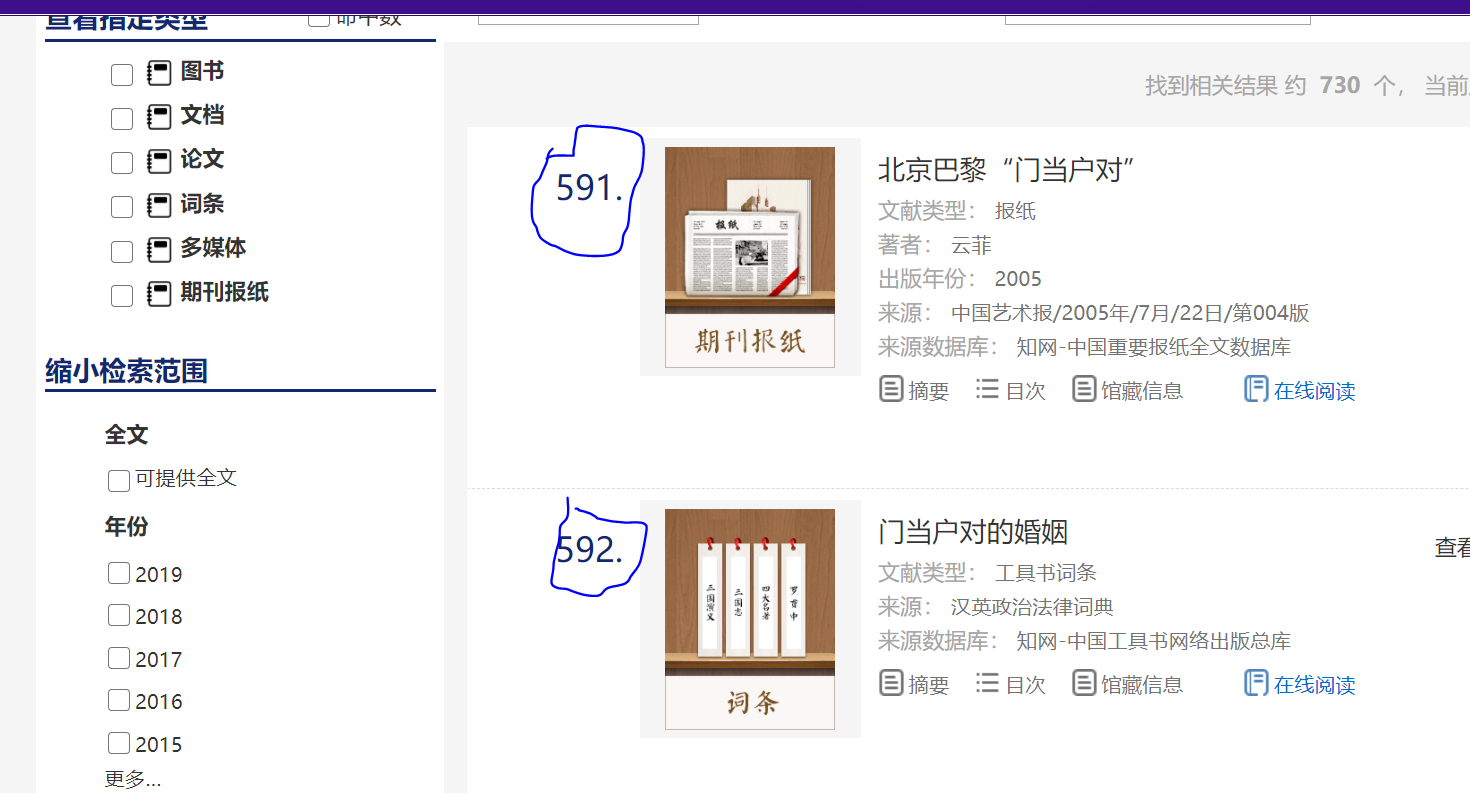 查看指定类型
命中数
图书
文档
论文
词条
多媒体
期刊报纸
缩小检索范围
全文
可提供全文
年份
2019
2018
2017
2016
2015
更多...
找到相关结果 约 730 个， 当前
591.
报纸
期刊报纸
北京巴黎“门当户对”
文献类型： 报纸
著者： 云菲
出版年份： 2005
来源： 中国艺术报/2005年/7月/22日/第004版
来源数据库： 知网-中国重要报纸全文数据库
摘要 目次 馆藏信息 在线阅读
592.
三国演义
三国志
四大名著
罗贯中
词条
门当户对的婚姻
查看
文献类型： 工具书词条
来源： 汉英政治法律词典
来源数据库： 知网-中国工具书网络出版总库
摘要 目次 馆藏信息 在线阅读